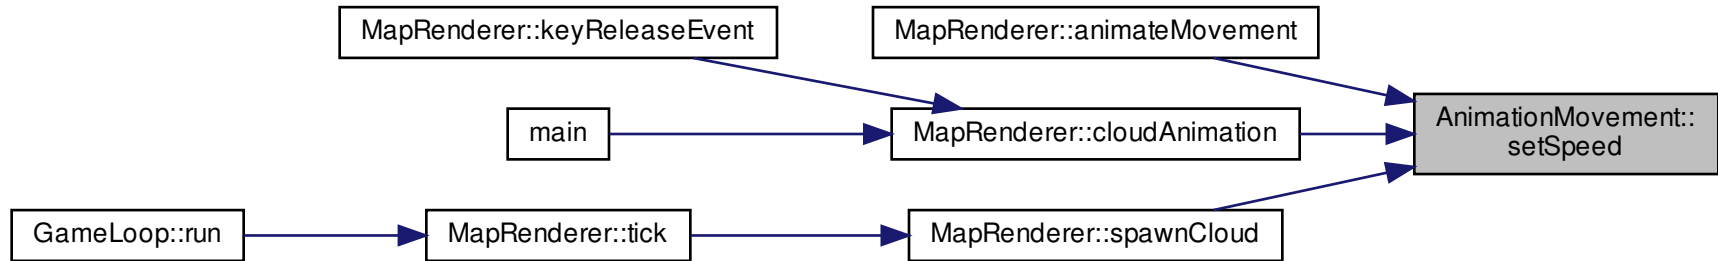 MapRenderer::keyReleaseEvent
MapRenderer::animateMovement
AnimationMovement::
setSpeed
main
MapRenderer::cloudAnimation
GameLoop::run
MapRenderer::tick
MapRenderer::spawnCloud